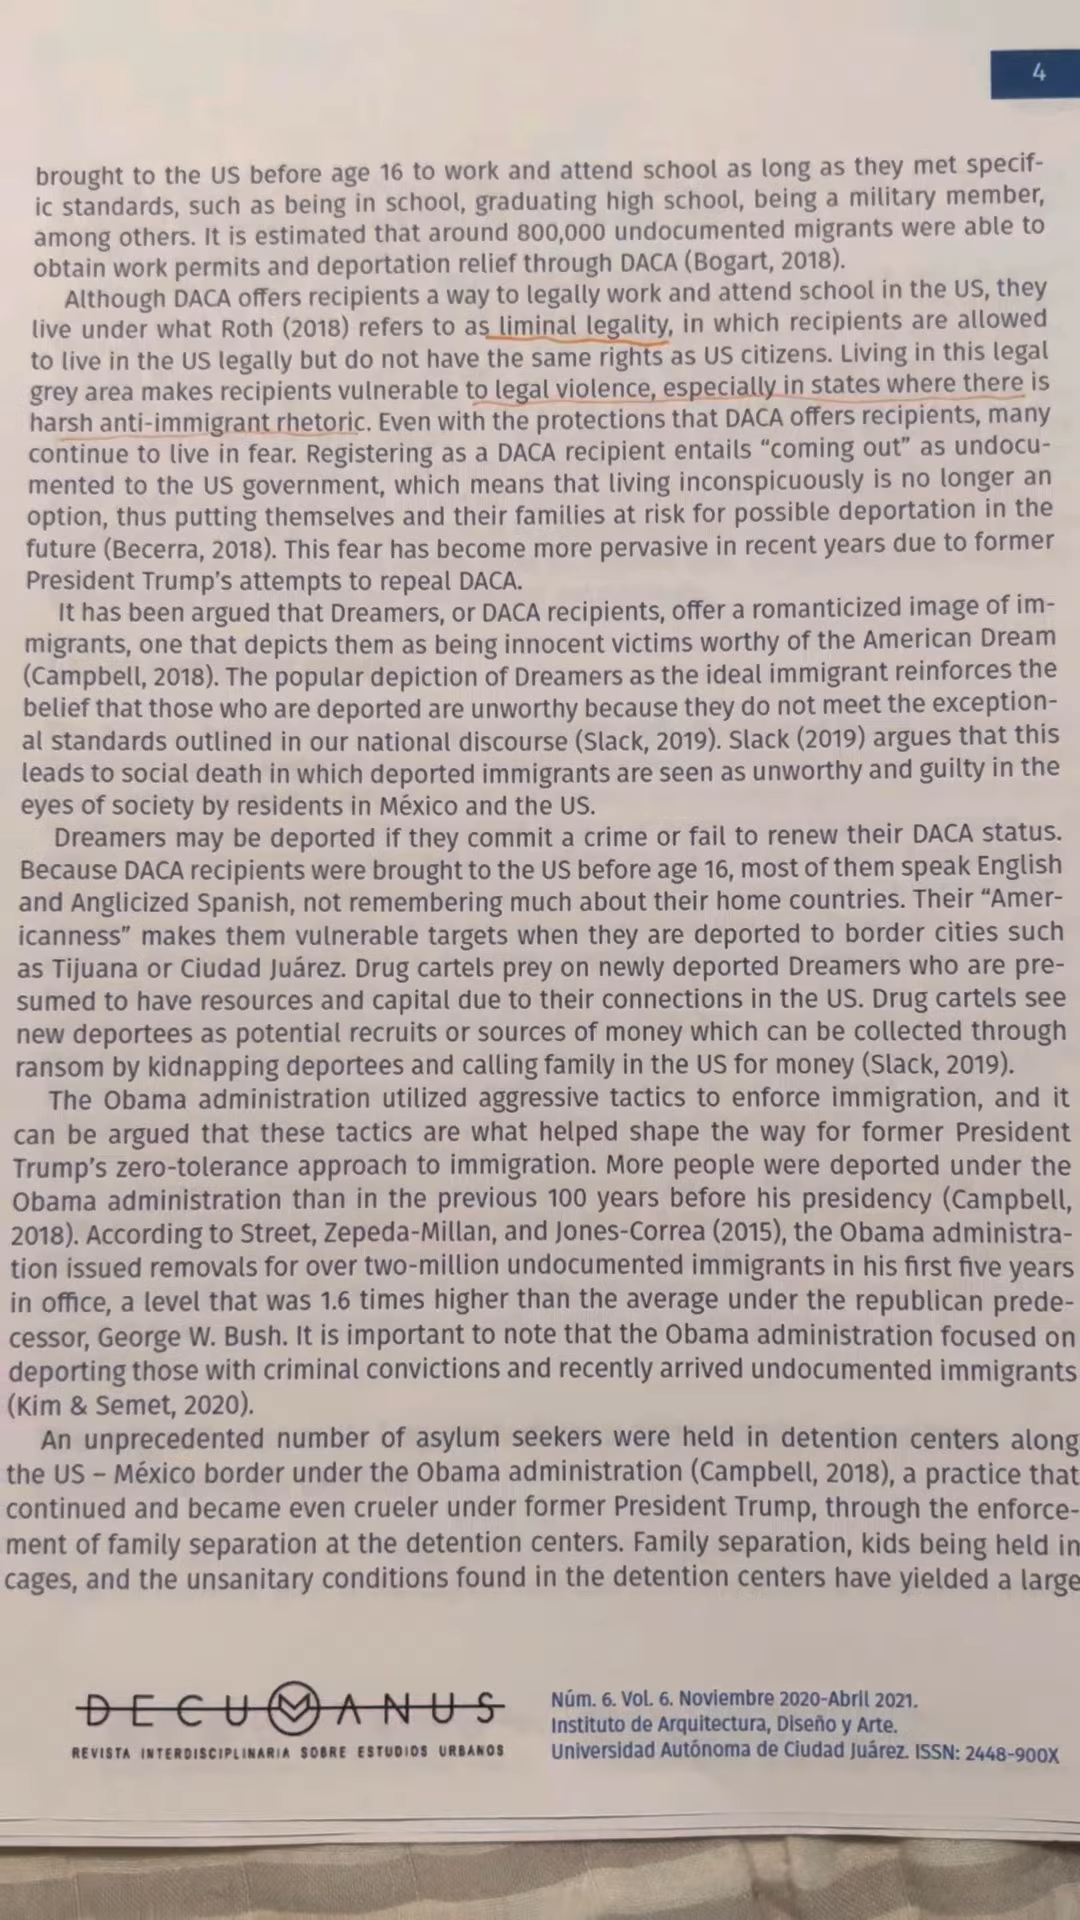 4
brought to the US before age 16 to work and attend school as long as they met specif-
ic standards, such as being in school, graduating high school, being a military member,
among others. It is estimated that around 800,000 undocumented migrants were able to
obtain work permits and deportation relief through DACA (Bogart, 2018).
Although DACA offers recipients a way to legally work and attend school in the US, they
live under what Roth (2018) refers to as liminal legality, in which recipients are allowed
to live in the US legally but do not have the same rights as US citizens. Living in this legal
grey area makes recipients vulnerable to legal violence, especially in states where there is
harsh anti-immigrant rhetoric. Even with the protections that DACA offers recipients, many
continue to live in fear. Registering as a DACA recipient entails “coming out” as undocu-
mented to the US government, which means that living inconspicuously is no longer an
option, thus putting themselves and their families at risk for possible deportation in the
future (Becerra, 2018). This fear has become more pervasive in recent years due to former
President Trump’s attempts to repeal DACA.
It has been argued that Dreamers, or DACA recipients, offer a romanticized image of im-
migrants, one that depicts them as being innocent victims worthy of the American Dream
(Campbell, 2018). The popular depiction of Dreamers as the ideal immigrant reinforces the
belief that those who are deported are unworthy because they do not meet the exception-
al standards outlined in our national discourse (Slack, 2019). Slack (2019) argues that this
leads to social death in which deported immigrants are seen as unworthy and guilty in the
eyes of society by residents in México and the US.
Dreamers may be deported if they commit a crime or fail to renew their DACA status.
Because DACA recipients were brought to the US before age 16, most of them speak English
and Anglicized Spanish, not remembering much about their home countries. Their “Amer-
icanness” makes them vulnerable targets when they are deported to border cities such
as Tijuana or Ciudad Juárez. Drug cartels prey on newly deported Dreamers who are pre-
sumed to have resources and capital due to their connections in the US. Drug cartels see
new deportees as potential recruits or sources of money which can be collected through
ransom by kidnapping deportees and calling family in the US for money (Slack, 2019).
The Obama administration utilized aggressive tactics to enforce immigration, and it
can be argued that these tactics are what helped shape the way for former President
Trump’s zero-tolerance approach to immigration. More people were deported under the
Obama administration than in the previous 100 years before his presidency (Campbell,
2018). According to Street, Zepeda-Millan, and Jones-Correa (2015), the Obama administra-
tion issued removals for over two-million undocumented immigrants in his first five years
in office, a level that was 1.6 times higher than the average under the republican prede-
cessor, George W. Bush. It is important to note that the Obama administration focused on
deporting those with criminal convictions and recently arrived undocumented immigrants
(Kim & Semet, 2020).
An unprecedented number of asylum seekers were held in detention centers along
the US – México border under the Obama administration (Campbell, 2018), a practice that
continued and became even crueler under former President Trump, through the enforce-
ment of family separation at the detention centers. Family separation, kids being held in
cages, and the unsanitary conditions found in the detention centers have yielded a large
DECUMANUS
REVISTA INTERDISCIPLINARIA SOBRE ESTUDIOS URBANOS
Núm. 6. Vol. 6. Noviembre 2020-Abril 2021.
Instituto de Arquitectura, Diseño y Arte.
Universidad Autónoma de Ciudad Juárez. ISSN: 2448-900X